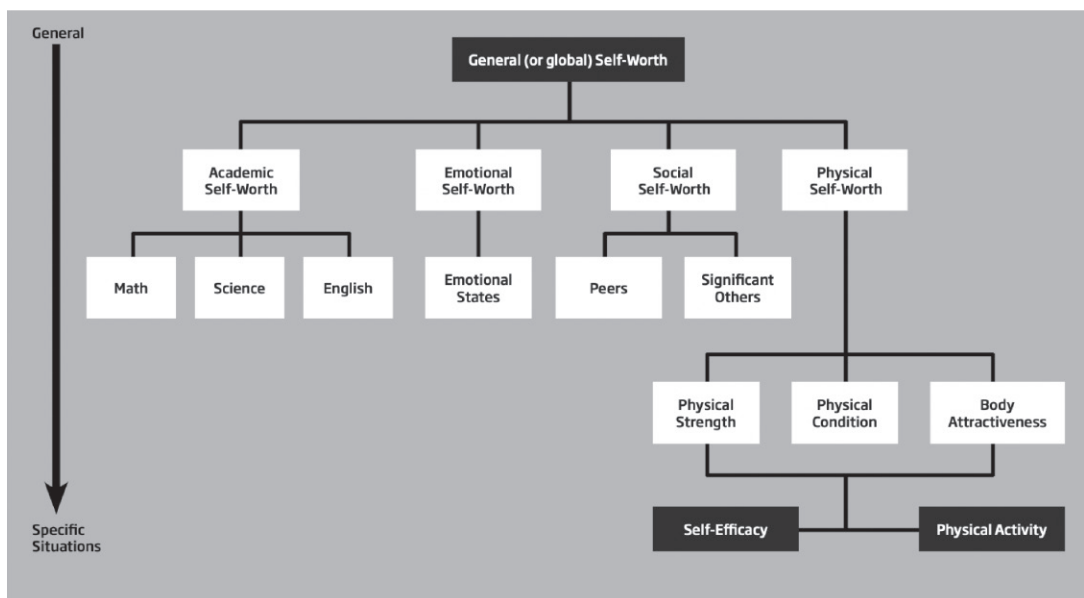 General
General (or global) Self-Worth
Academic
Self-Worth
Emotional
Self-Worth
Social
Self-Worth
Physical
Self-Worth
Math
Science
English
Emotional
States
Peers
Significant
Others
Physical
Strength
Physical
Condition
Body
Attractiveness
Specific
Situations
Self-Efficacy
Physical Activity